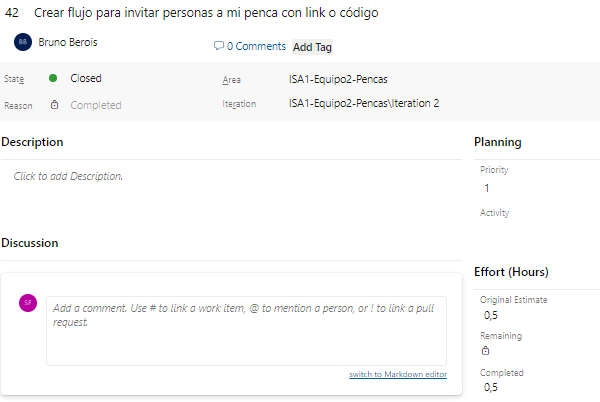 42 Crear flujo para invitar personas a mi penca con link o código
BB Bruno Berois
0 Comments Add Tag
State Closed
Area ISA1-Equipo2-Pencas
Reason Completed
Iteration ISA1-Equipo2-Pencas\Iteration 2
Description
Click to add Description.
Planning
Priority
1
Activity
Discussion
SF
Add a comment. Use # to link a work item, @ to mention a person, or ! to link a pull
request.
switch to Markdown editor
Effort (Hours)
Original Estimate
0,5
Remaining
Completed
0,5